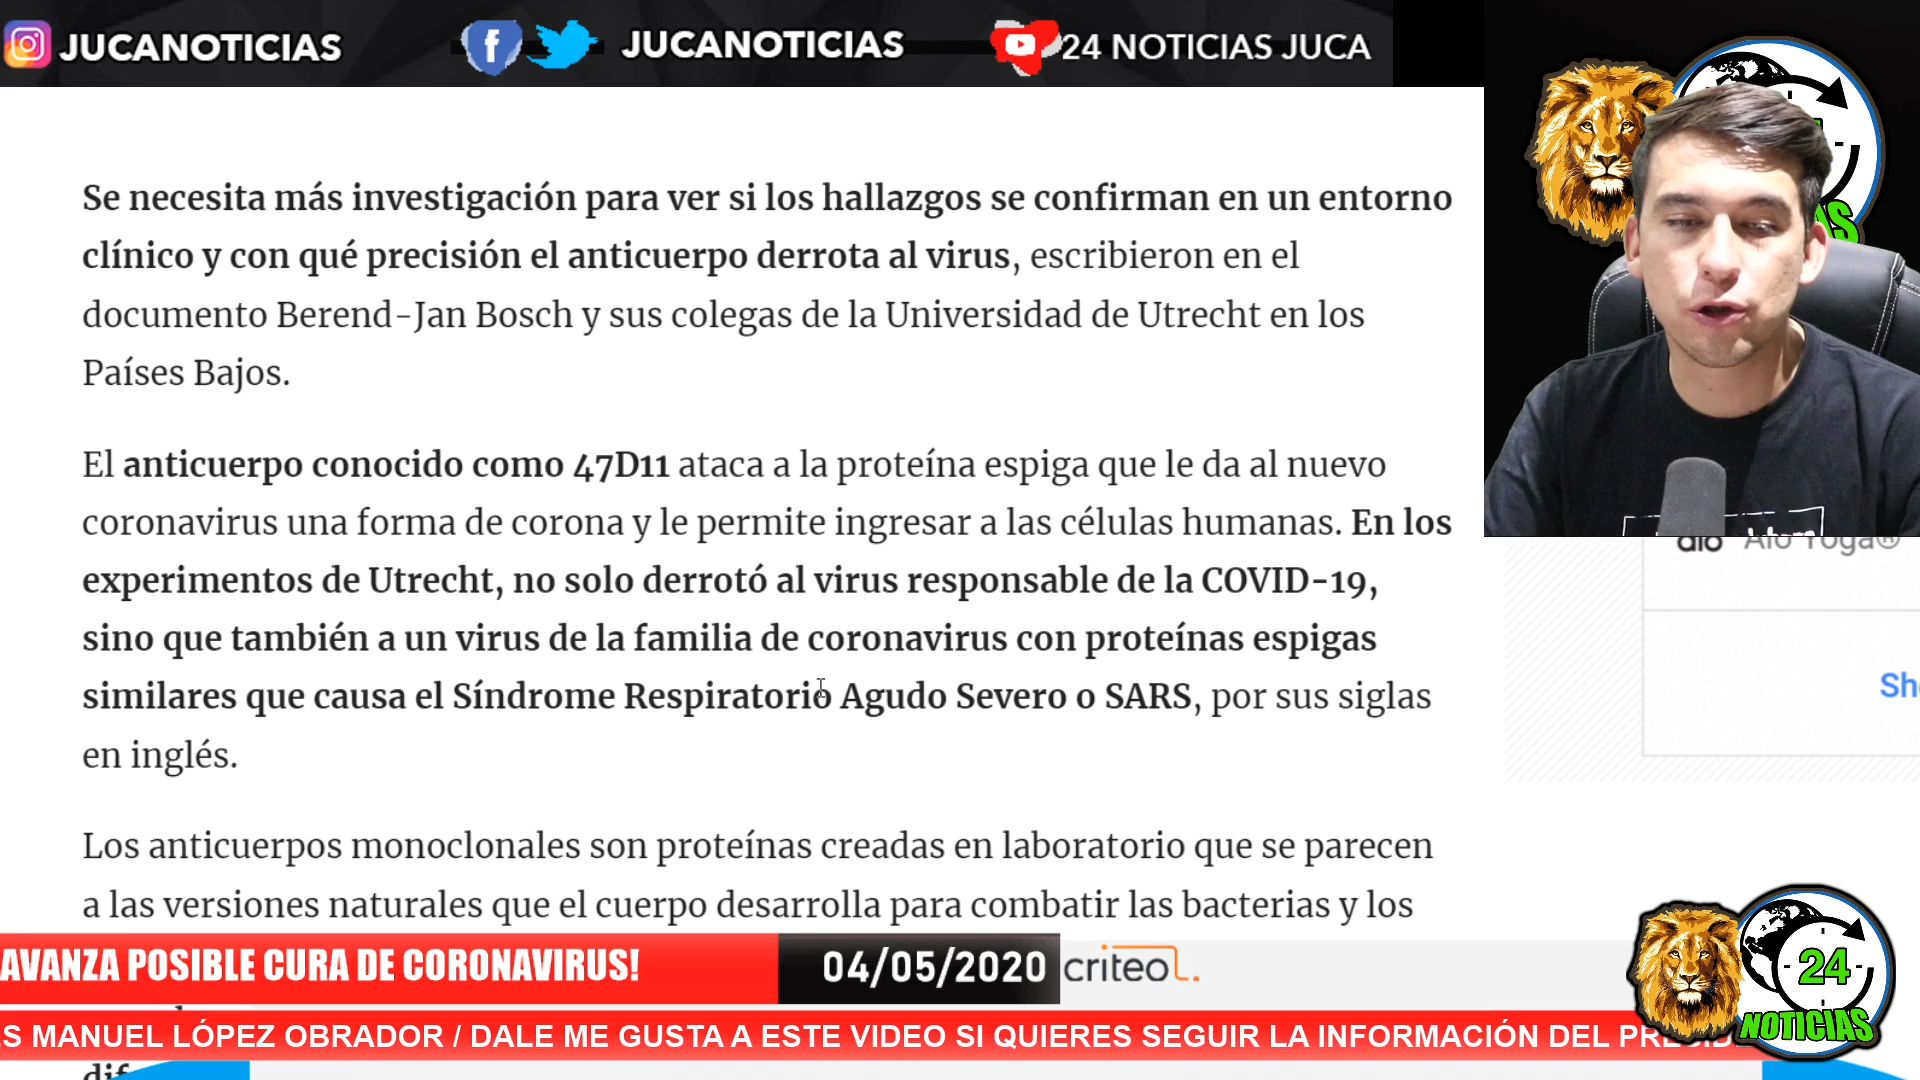 JUCANOTICIAS
JUCANOTICIAS
24 NOTICIAS JUCA
Se necesita más investigación para ver si los hallazgos se confirman en un entorno
clínico y con qué precisión el anticuerpo derrota al virus, escribieron en el
documento Berend-Jan Bosch y sus colegas de la Universidad de Utrecht en los
Países Bajos.
El anticuerpo conocido como 47D11 ataca a la proteína espiga que le da al nuevo
coronavirus una forma de corona y le permite ingresar a las células humanas. En los
experimentos de Utrecht, no solo derrotó al virus responsable de la COVID-19,
sino que también a un virus de la familia de coronavirus con proteínas espigas
similares que causa el Síndrome Respiratorio Agudo Severo o SARS, por sus siglas
en inglés.
Los anticuerpos monoclonales son proteínas creadas en laboratorio que se parecen
a las versiones naturales que el cuerpo desarrolla para combatir las bacterias y los
alo Alo Yoga®
Sh
AVANZA POSIBLE CURA DE CORONAVIRUS!
04/05/2020
criteo
24
NOTICIAS
S MANUEL LÓPEZ OBRADOR / DALE ME GUSTA A ESTE VIDEO SI QUIERES SEGUIR LA INFORMACIÓN DEL PRESID